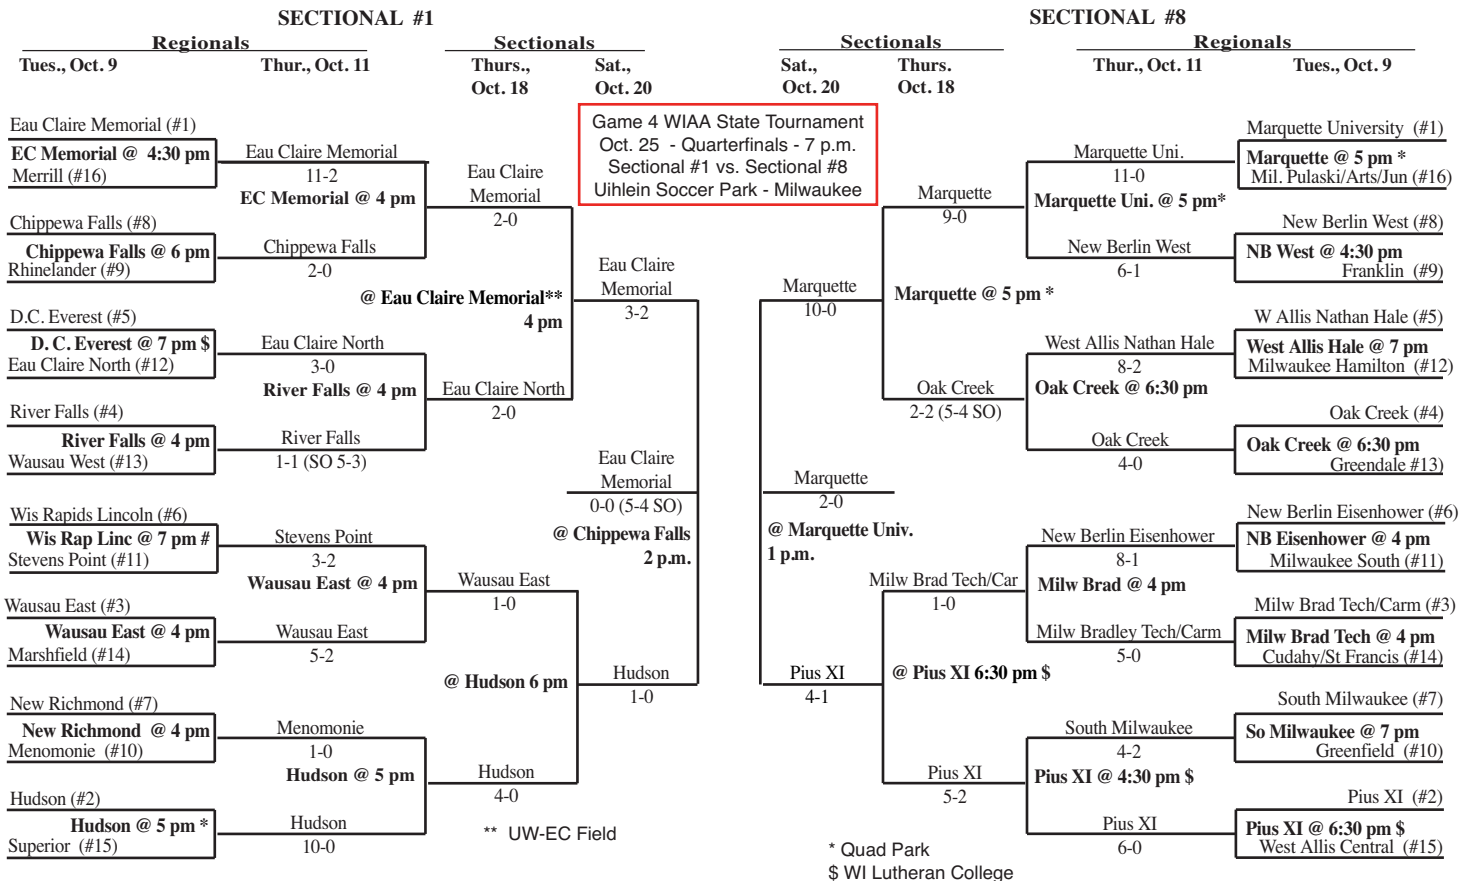 SECTIONAL #1
Regionals
Sectionals
Tues., Oct. 9
Thur., Oct. 11
Thurs.,
Oct. 18
Sat.,
Oct. 20
Eau Claire Memorial (#1)
EC Memorial @ 4:30 pm
Merrill (#16)
Chippewa Falls (#8)
Chippewa Falls @ 6 pm
Rhinelander (#9)
D.C. Everest (#5)
D. C. Everest @ 7 pm $
Eau Claire North (#12)
River Falls (#4)
River Falls @ 4 pm
Wausau West (#13)
Wis Rapids Lincoln (#6)
Wis Rap Linc @ 7 pm #
Stevens Point (#11)
Wausau East (#3)
Wausau East @ 4 pm
Marshfield (#14)
New Richmond (#7)
New Richmond @ 4 pm
Menomonie (#10)
Hudson (#2)
Hudson @ 5 pm *
Superior (#15)
Eau Claire Memorial
11-2
EC Memorial @ 4 pm
Chippewa Falls
2-0
Eau Claire North
3-0
River Falls @ 4 pm
River Falls
1-1 (SO 5-3)
Stevens Point
3-2
Wausau East @ 4 pm
Wausau East
5-2
Menomonie
1-0
Hudson @ 5 pm
Hudson
10-0
Eau Claire
Memorial
2-0
@ Eau Claire Memorial**
4 pm
Eau Claire North
2-0
Wausau East
1-0
@ Hudson 6 pm
Hudson
4-0
** UW-EC Field
Eau Claire
Memorial
3-2
Eau Claire
Memorial
0-0 (5-4 SO)
@ Chippewa Falls
2 p.m.
Hudson
1-0
Game 4 WIAA State Tournament
Oct. 25 - Quarterfinals - 7 p.m.
Sectional #1 vs. Sectional #8
Uihlein Soccer Park - Milwaukee
SECTIONAL #8
Sectionals
Regionals
Sat.,
Oct. 20
Thurs.
Oct. 18
Thur., Oct. 11
Tues., Oct. 9
Marquette
10-0
Marquette
2-0
@ Marquette Univ.
1 p.m.
Pius XI
4-1
Marquette
9-0
Marquette @ 5 pm *
Oak Creek
2-2 (5-4 SO)
Milw Brad Tech/Car
1-0
@ Pius XI 6:30 pm $
Pius XI
5-2
* Quad Park
$ WI Lutheran College
Marquette Uni.
11-0
Marquette Uni. @ 5 pm*
New Berlin West
6-1
West Allis Nathan Hale
8-2
Oak Creek @ 6:30 pm
Oak Creek
4-0
New Berlin Eisenhower
8-1
Milw Brad @ 4 pm
Milw Bradley Tech/Carm
5-0
South Milwaukee
4-2
Pius XI @ 4:30 pm $
Pius XI
6-0
Marquette University (#1)
Marquette @ 5 pm *
Mil. Pulaski/Arts/Jun (#16)
New Berlin West (#8)
NB West @ 4:30 pm
Franklin (#9)
W Allis Nathan Hale (#5)
West Allis Hale @ 7 pm
Milwaukee Hamilton (#12)
Oak Creek (#4)
Oak Creek @ 6:30 pm
Greendale #13)
New Berlin Eisenhower (#6)
NB Eisenhower @ 4 pm
Milwaukee South (#11)
Milw Brad Tech/Carm (#3)
Milw Brad Tech @ 4 pm
Cudahy/St Francis (#14)
South Milwaukee (#7)
So Milwaukee @ 7 pm
Greenfield (#10)
Pius XI (#2)
Pius XI @ 6:30 pm $
West Allis Central (#15)